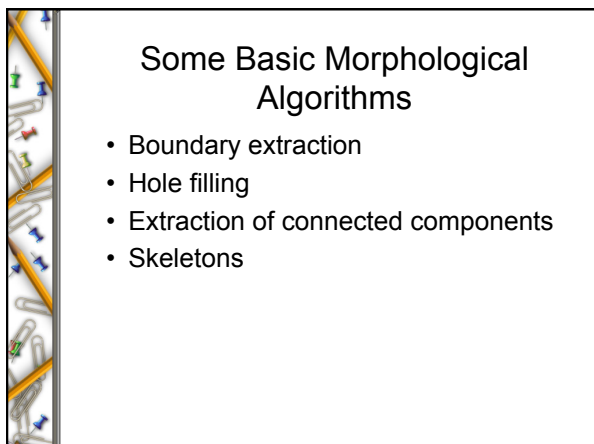 Some Basic Morphological
Algorithms
• Boundary extraction
• Hole filling
• Extraction of connected components
• Skeletons